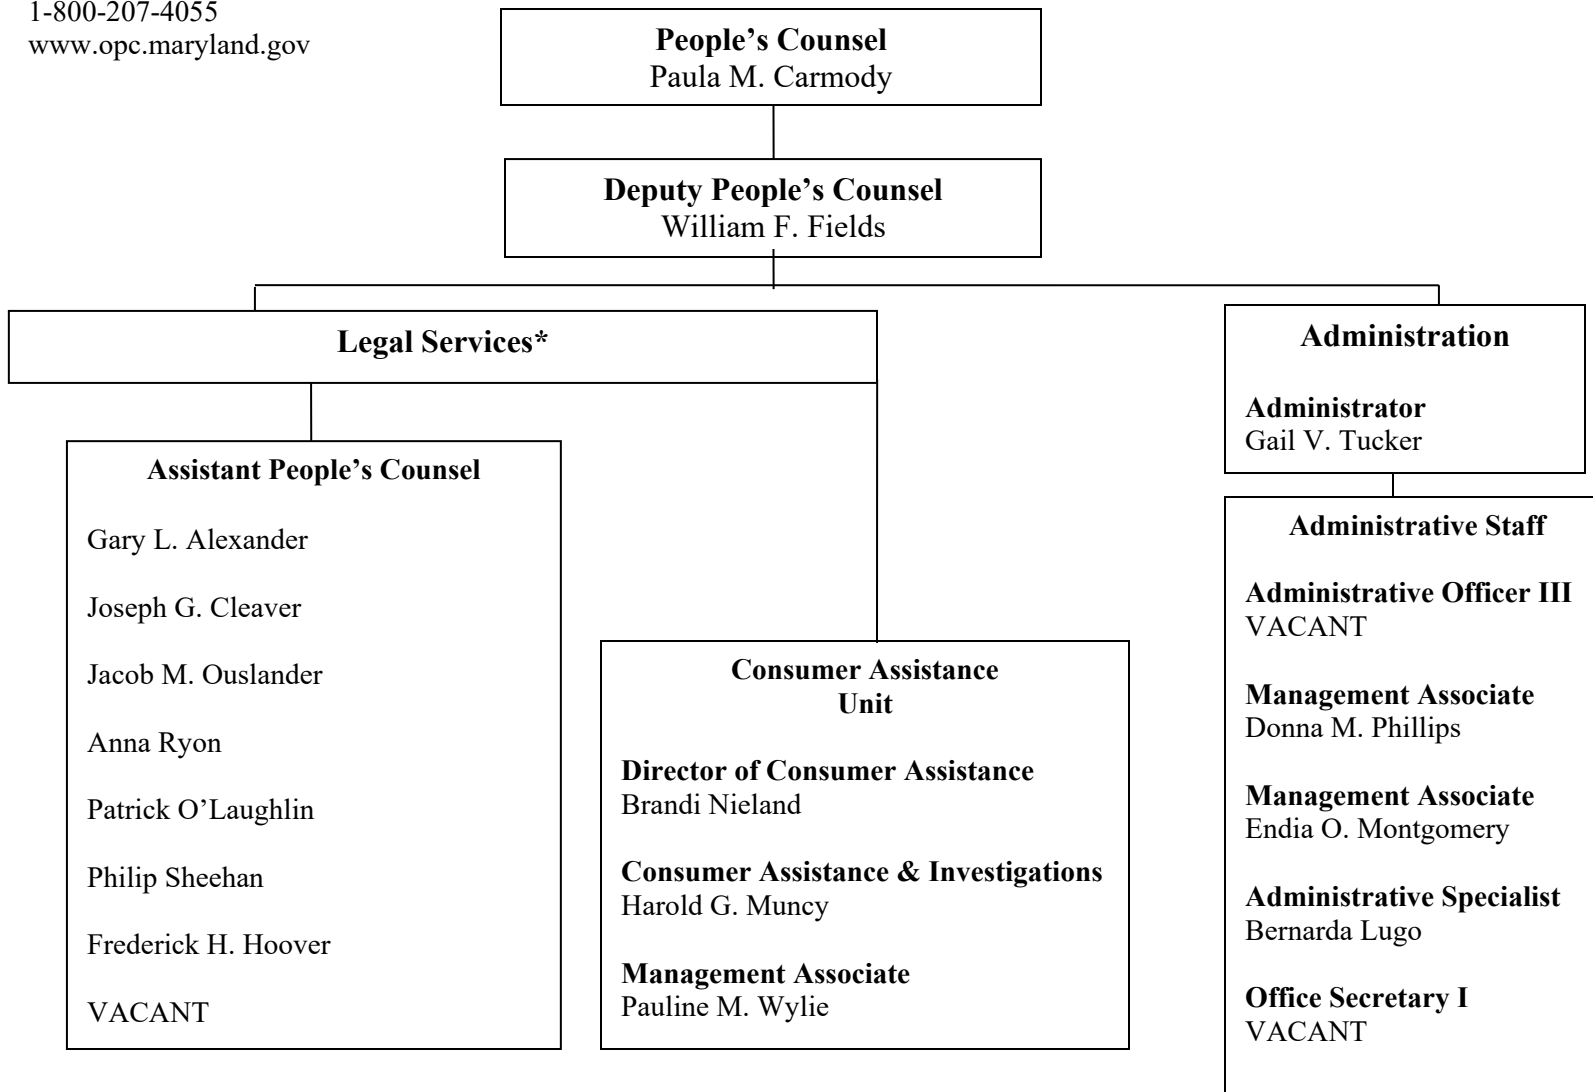 1-800-207-4055
www.opc.maryland.gov
People’s Counsel
Paula M. Carmody
Deputy People’s Counsel
William F. Fields
Legal Services*
Assistant People’s Counsel
Gary L. Alexander
Joseph G. Cleaver
Jacob M. Ouslander
Anna Ryon
Patrick O’Laughlin
Philip Sheehan
Frederick H. Hoover
VACANT
Consumer Assistance
Unit
Director of Consumer Assistance
Brandi Nieland
Consumer Assistance & Investigations
Harold G. Muncy
Management Associate
Pauline M. Wylie
Administration
Administrator
Gail V. Tucker
Administrative Staff
Administrative Officer III
VACANT
Management Associate
Donna M. Phillips
Management Associate
Endia O. Montgomery
Administrative Specialist
Bernarda Lugo
Office Secretary I
VACANT